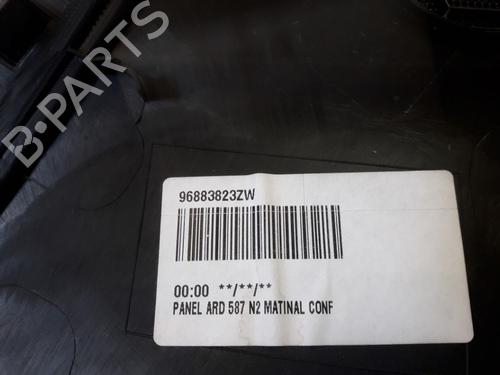 B-PARTS
96883823ZW
00:00 **/**/**
PANEL ARD 587 N2 MATINAL CONF